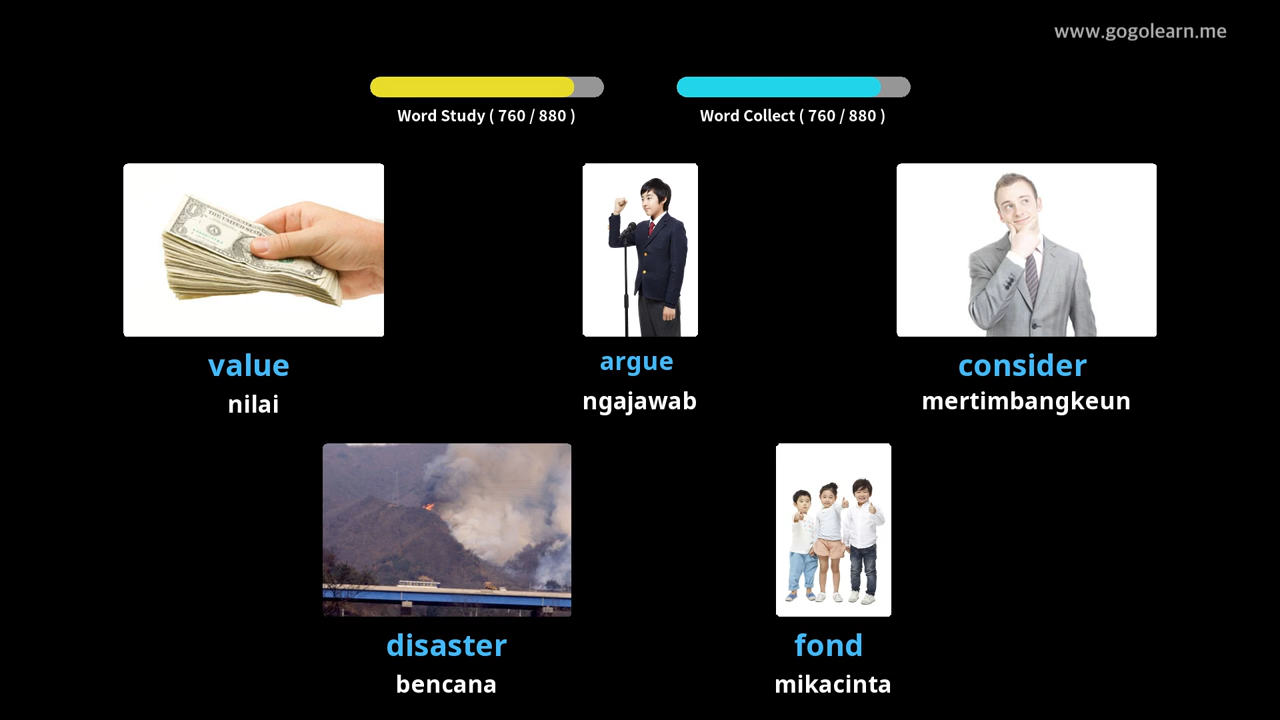 www.gogolearn.me
Word Study ( 760 / 880 )
Word Collect ( 760 / 880 )
value
nilai
argue
ngajawab
consider
mertimbangkeun
disaster
bencana
fond
mikacinta